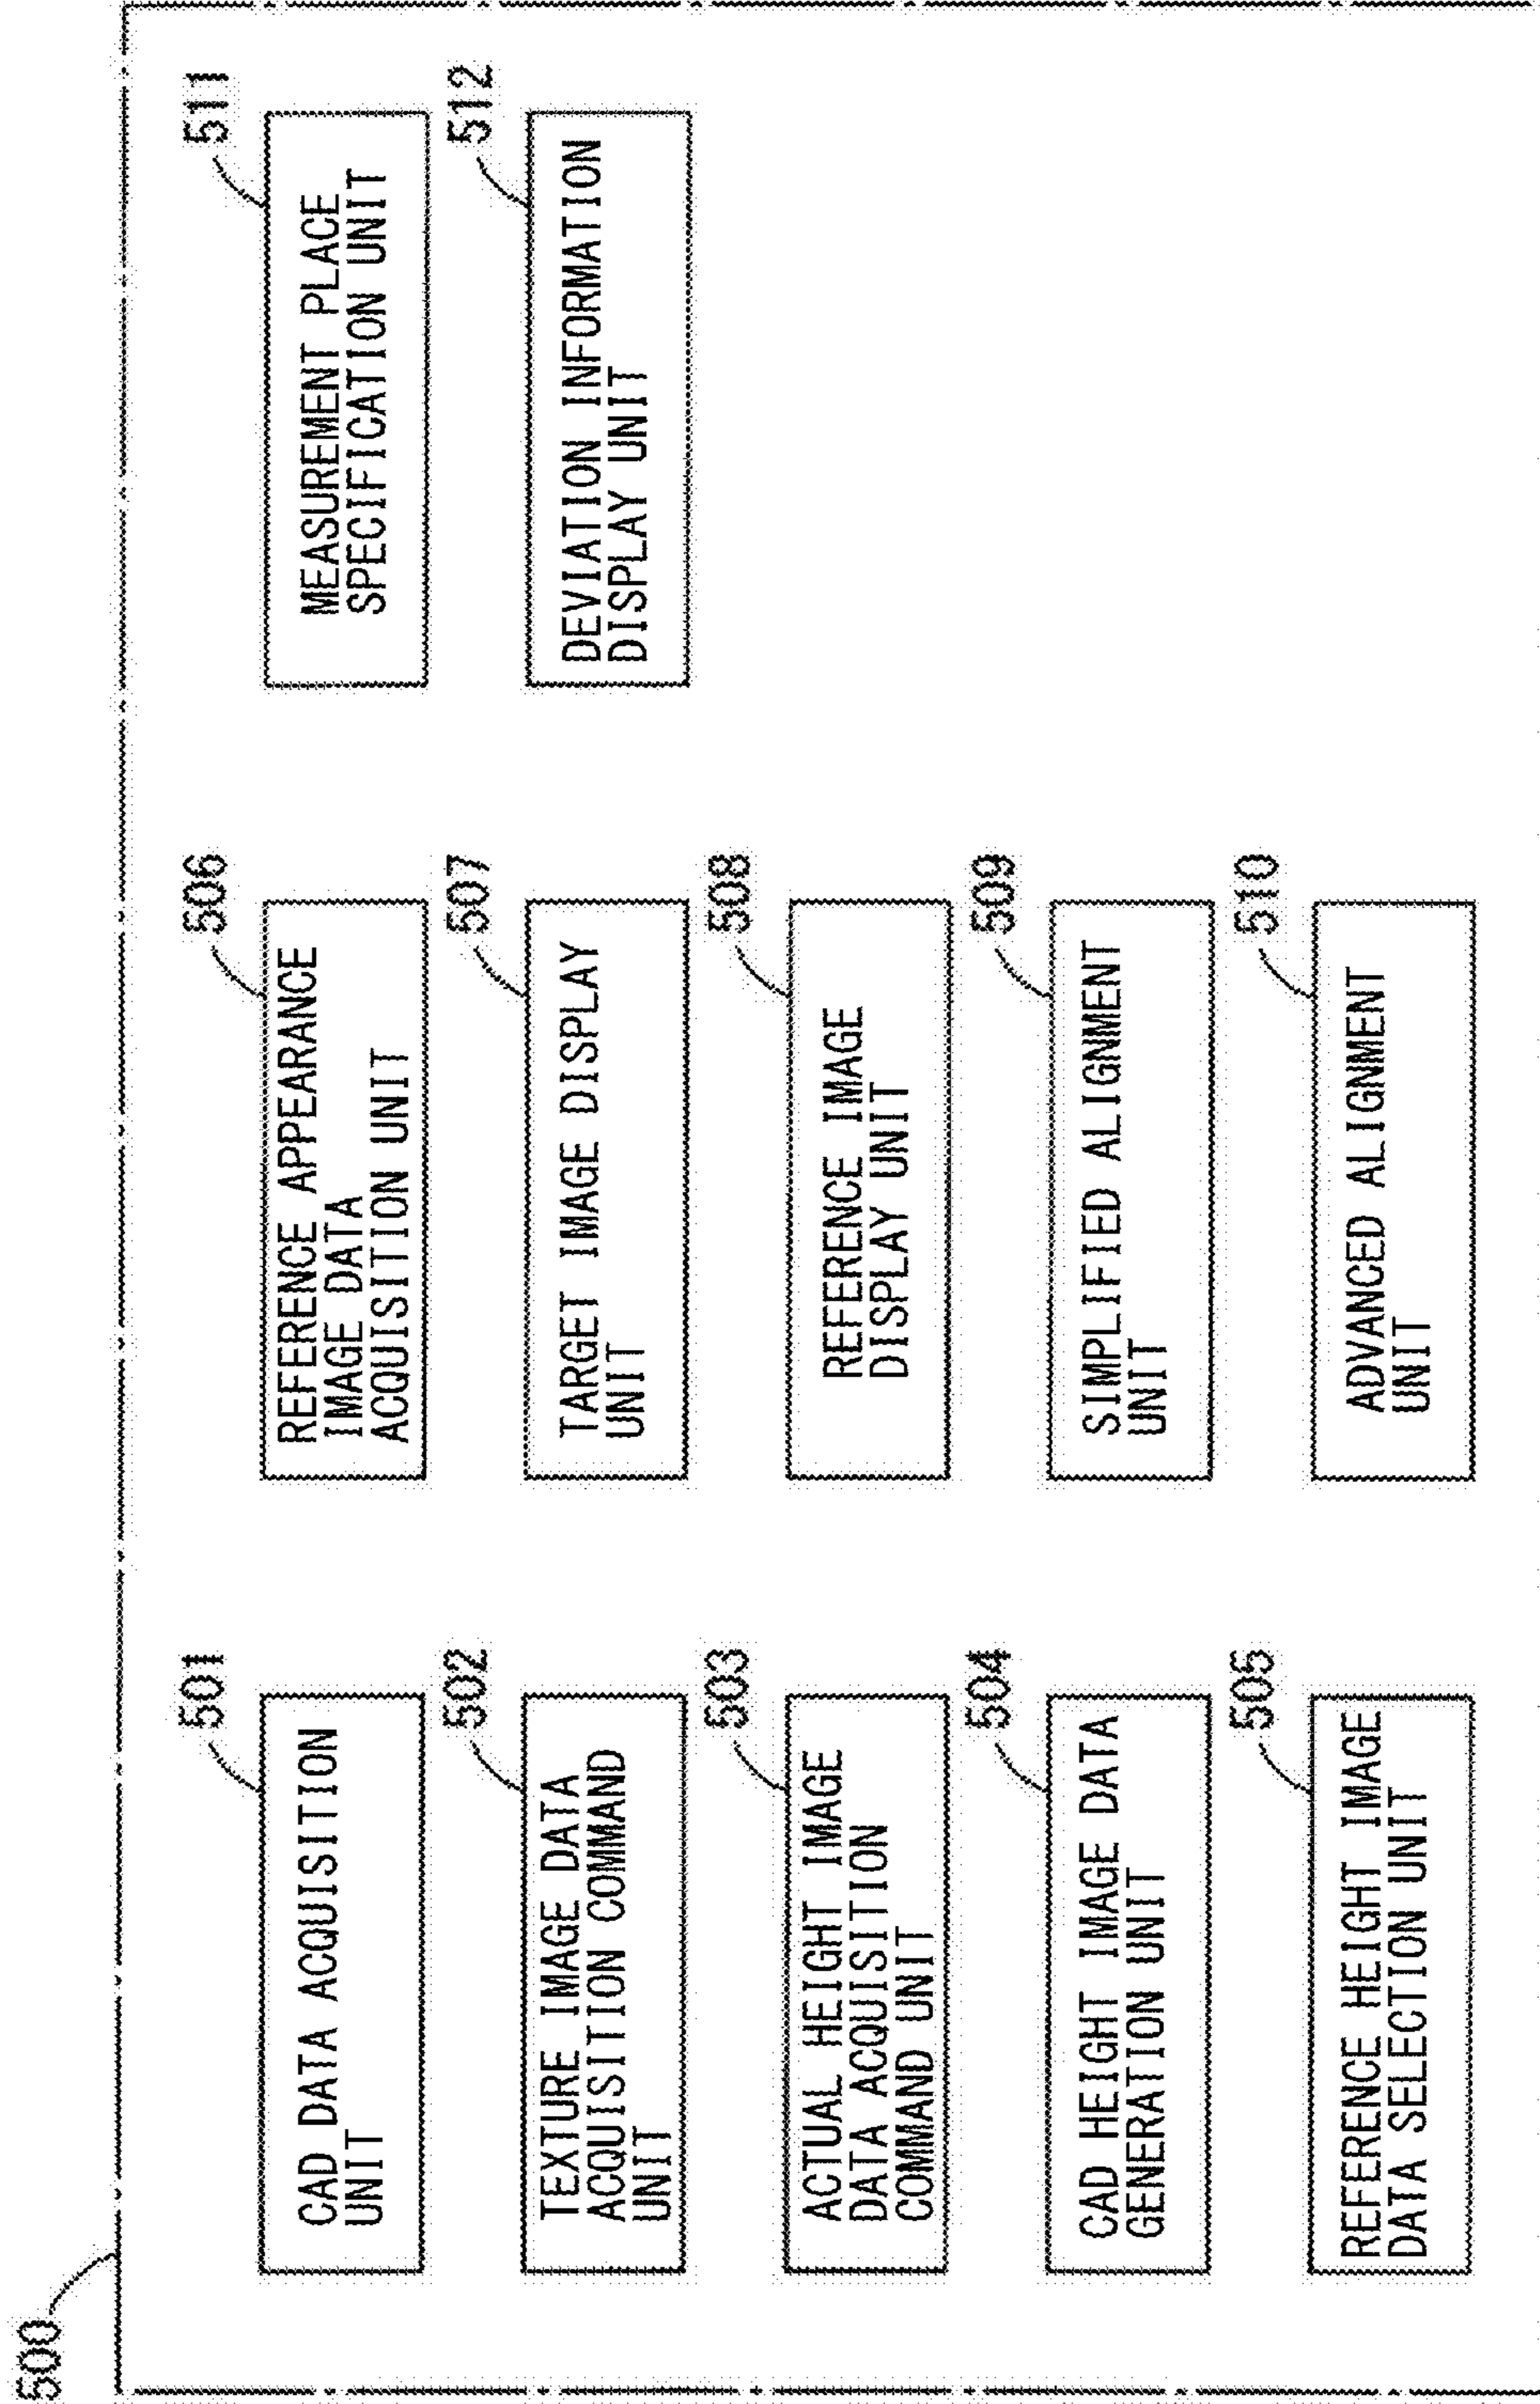 500
501
CAD DATA ACQUISITION
UNIT
502
TEXTURE IMAGE DATA
ACQUISITION COMMAND
UNIT
503
ACTUAL HEIGHT IMAGE
DATA ACQUISITION
COMMAND UNIT
504
CAD HEIGHT IMAGE DATA
GENERATION UNIT
505
REFERENCE HEIGHT IMAGE
DATA SELECTION UNIT
506
REFERENCE APPEARANCE
IMAGE DATA
ACQUISITION UNIT
507
TARGET IMAGE DISPLAY
UNIT
508
REFERENCE IMAGE
DISPLAY UNIT
509
SIMPLIFIED ALIGNMENT
UNIT
510
ADVANCED ALIGNMENT
UNIT
511
MEASUREMENT PLACE
SPECIFICATION UNIT
512
DEVIATION INFORMATION
DISPLAY UNIT